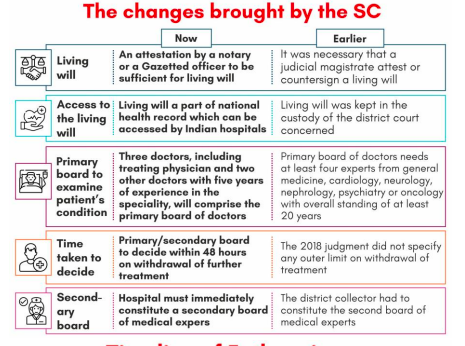 The changes brought by the SC
Now
Earlier
Living
will
An attestation by a notary
or a Gazetted officer to be
sufficient for living will
It was necessary that a
judicial magistrate attest or
countersign a living will
Access to
the living
will
Living will a part of national
health record which can be
accessed by Indian hospitals
Living will was kept in the
custody of the district court
concerned
Primary
board to
examine
patient's
condition
Three doctors, including
treating physician and two
other doctors with five years
of experience in the
speciality, will comprise the
primary board of doctors
Primary board of doctors needs
at least four experts from general
medicine, cardiology, neurology,
nephrology, psychiatry or oncology
with overall standing of at least
20 years
Time
taken to
decide
Primary/secondary board
to decide within 48 hours
on withdrawal of further
treatment
The 2018 judgment did not specify
any outer limit on withdrawal of
treatment
Second-
ary
board
Hospital must immediately
constitute a secondary board
of medical expers
The district collector had to
constitute the second board of
medical experts